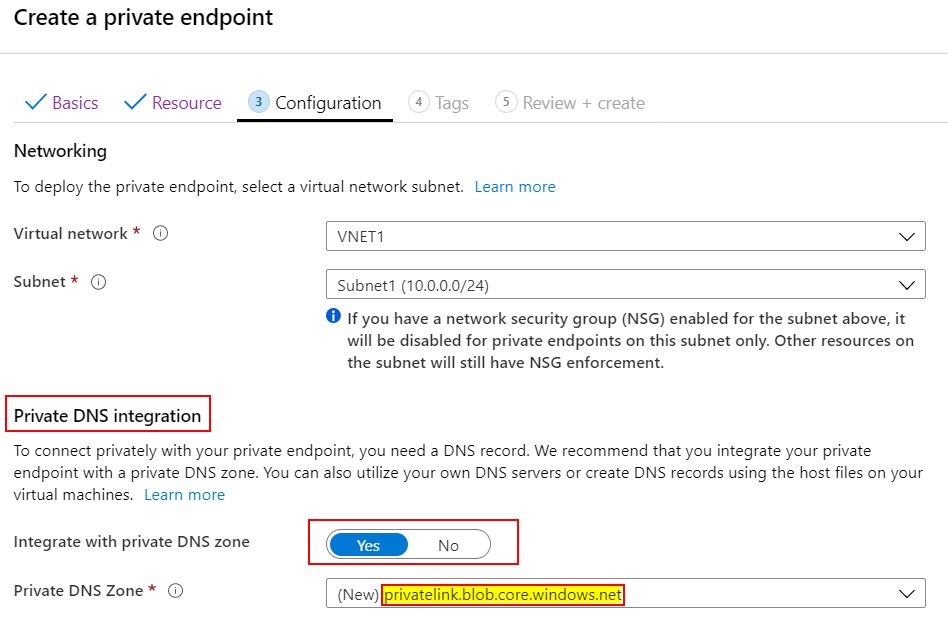 Create a private endpoint
Basics Resource 3 Configuration 4 Tags 5 Review + create
Networking
To deploy the private endpoint, select a virtual network subnet. Learn more
Virtual network * i VNET1
Subnet * i Subnet1 (10.0.0.0/24)
i If you have a network security group (NSG) enabled for the subnet above, it
will be disabled for private endpoints on this subnet only. Other resources on
the subnet will still have NSG enforcement.
Private DNS integration
To connect privately with your private endpoint, you need a DNS record. We recommend that you integrate your private
endpoint with a private DNS zone. You can also utilize your own DNS servers or create DNS records using the host files on your
virtual machines. Learn more
Integrate with private DNS zone Yes No
Private DNS Zone * i (New) privatelink.blob.core.windows.net